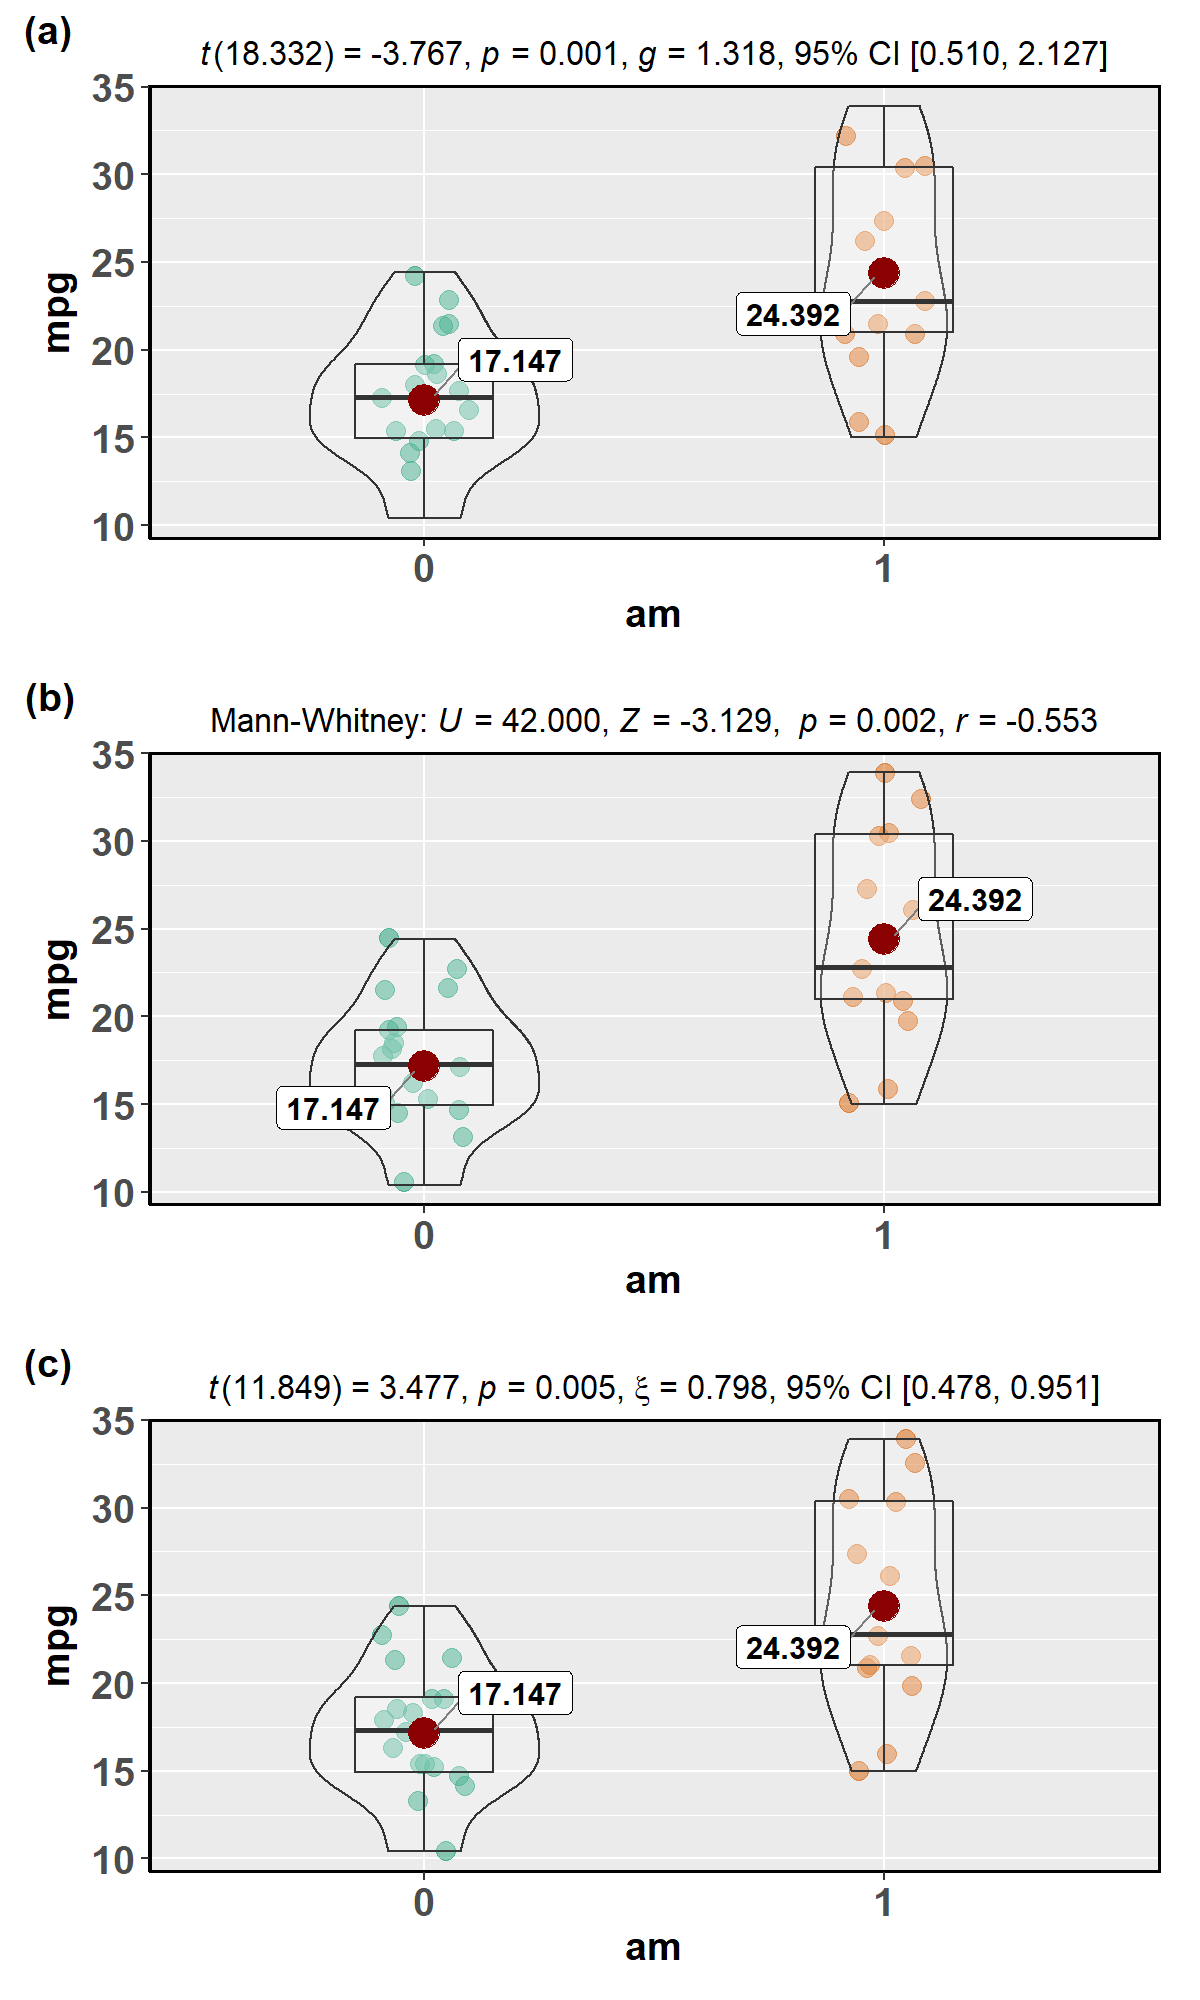 (a)
t(18.332) = -3.767, p = 0.001, g = 1.318, 95% CI [0.510, 2.127]
35
30
25
20
15
10
mpg
17.147
24.392
0 1
am
(b)
Mann-Whitney: U = 42.000, Z = -3.129, p = 0.002, r = -0.553
35
30
25
20
15
10
mpg
24.392
17.147
0 1
am
(c)
t(11.849) = 3.477, p = 0.005, ξ = 0.798, 95% CI [0.478, 0.951]
35
30
25
20
15
10
mpg
17.147
24.392
0 1
am